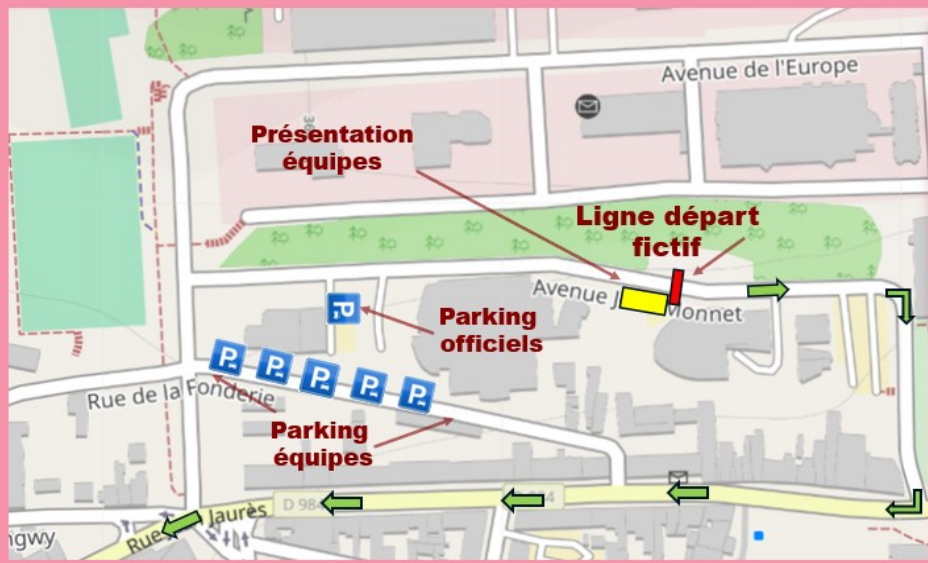 Avenue de l'Europe
Présentation
équipes
Ligne départ
fictif
Avenue J
Monnet
Parking
officiels
P
P
P
P
P
P
Rue de la Fonderie
Parking
équipes
D 984
Rue
Jaurès
ngwy